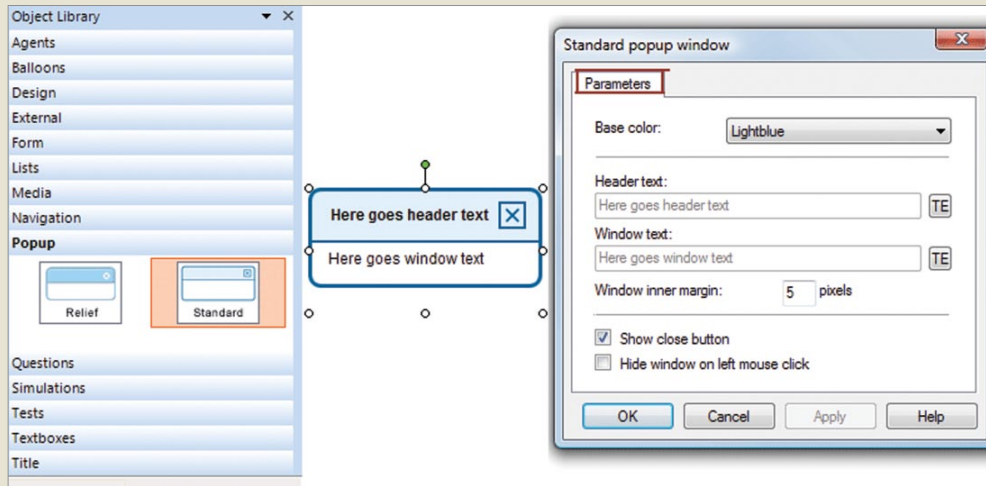 Object Library
Agents
Balloons
Design
External
Form
Lists
Media
Navigation
Popup
Relief
Standard
Questions
Simulations
Tests
Textboxes
Title
Here goes header text
Here goes window text
Standard popup window
Parameters
Base color: Lightblue
Header text:
Here goes header text TE
Window text:
Here goes window text TE
Window inner margin: 5 pixels
Show close button
Hide window on left mouse click
OK Cancel Apply Help